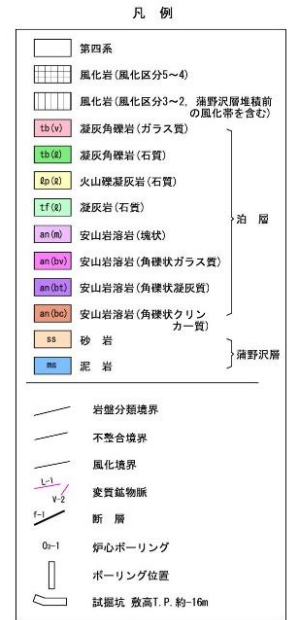 凡 例
第四系
風化岩(風化区分5~4)
風化岩(風化区分3~2, 蒲野沢層堆積前
の風化帯を含む)
tb(v) 凝灰角礫岩(ガラス質)
tb(ℓ) 凝灰角礫岩(石質)
ℓp(ℓ) 火山礫凝灰岩(石質)
tf(ℓ) 凝灰岩(石質)
an(m) 安山岩溶岩(塊状)
an(bv) 安山岩溶岩(角礫状ガラス質)
an(bt) 安山岩溶岩(角礫状凝灰質)
an(bc) 安山岩溶岩(角礫状クリン
カー質)
泊 層
ss 砂 岩
ms 泥 岩
蒲野沢層
岩盤分類境界
不整合境界
風化境界
L-1
V-2 変質鉱物脈
f-1 断 層
O₂-1 炉心ボーリング
ボーリング位置
試掘坑 敷高T.P.約-16m